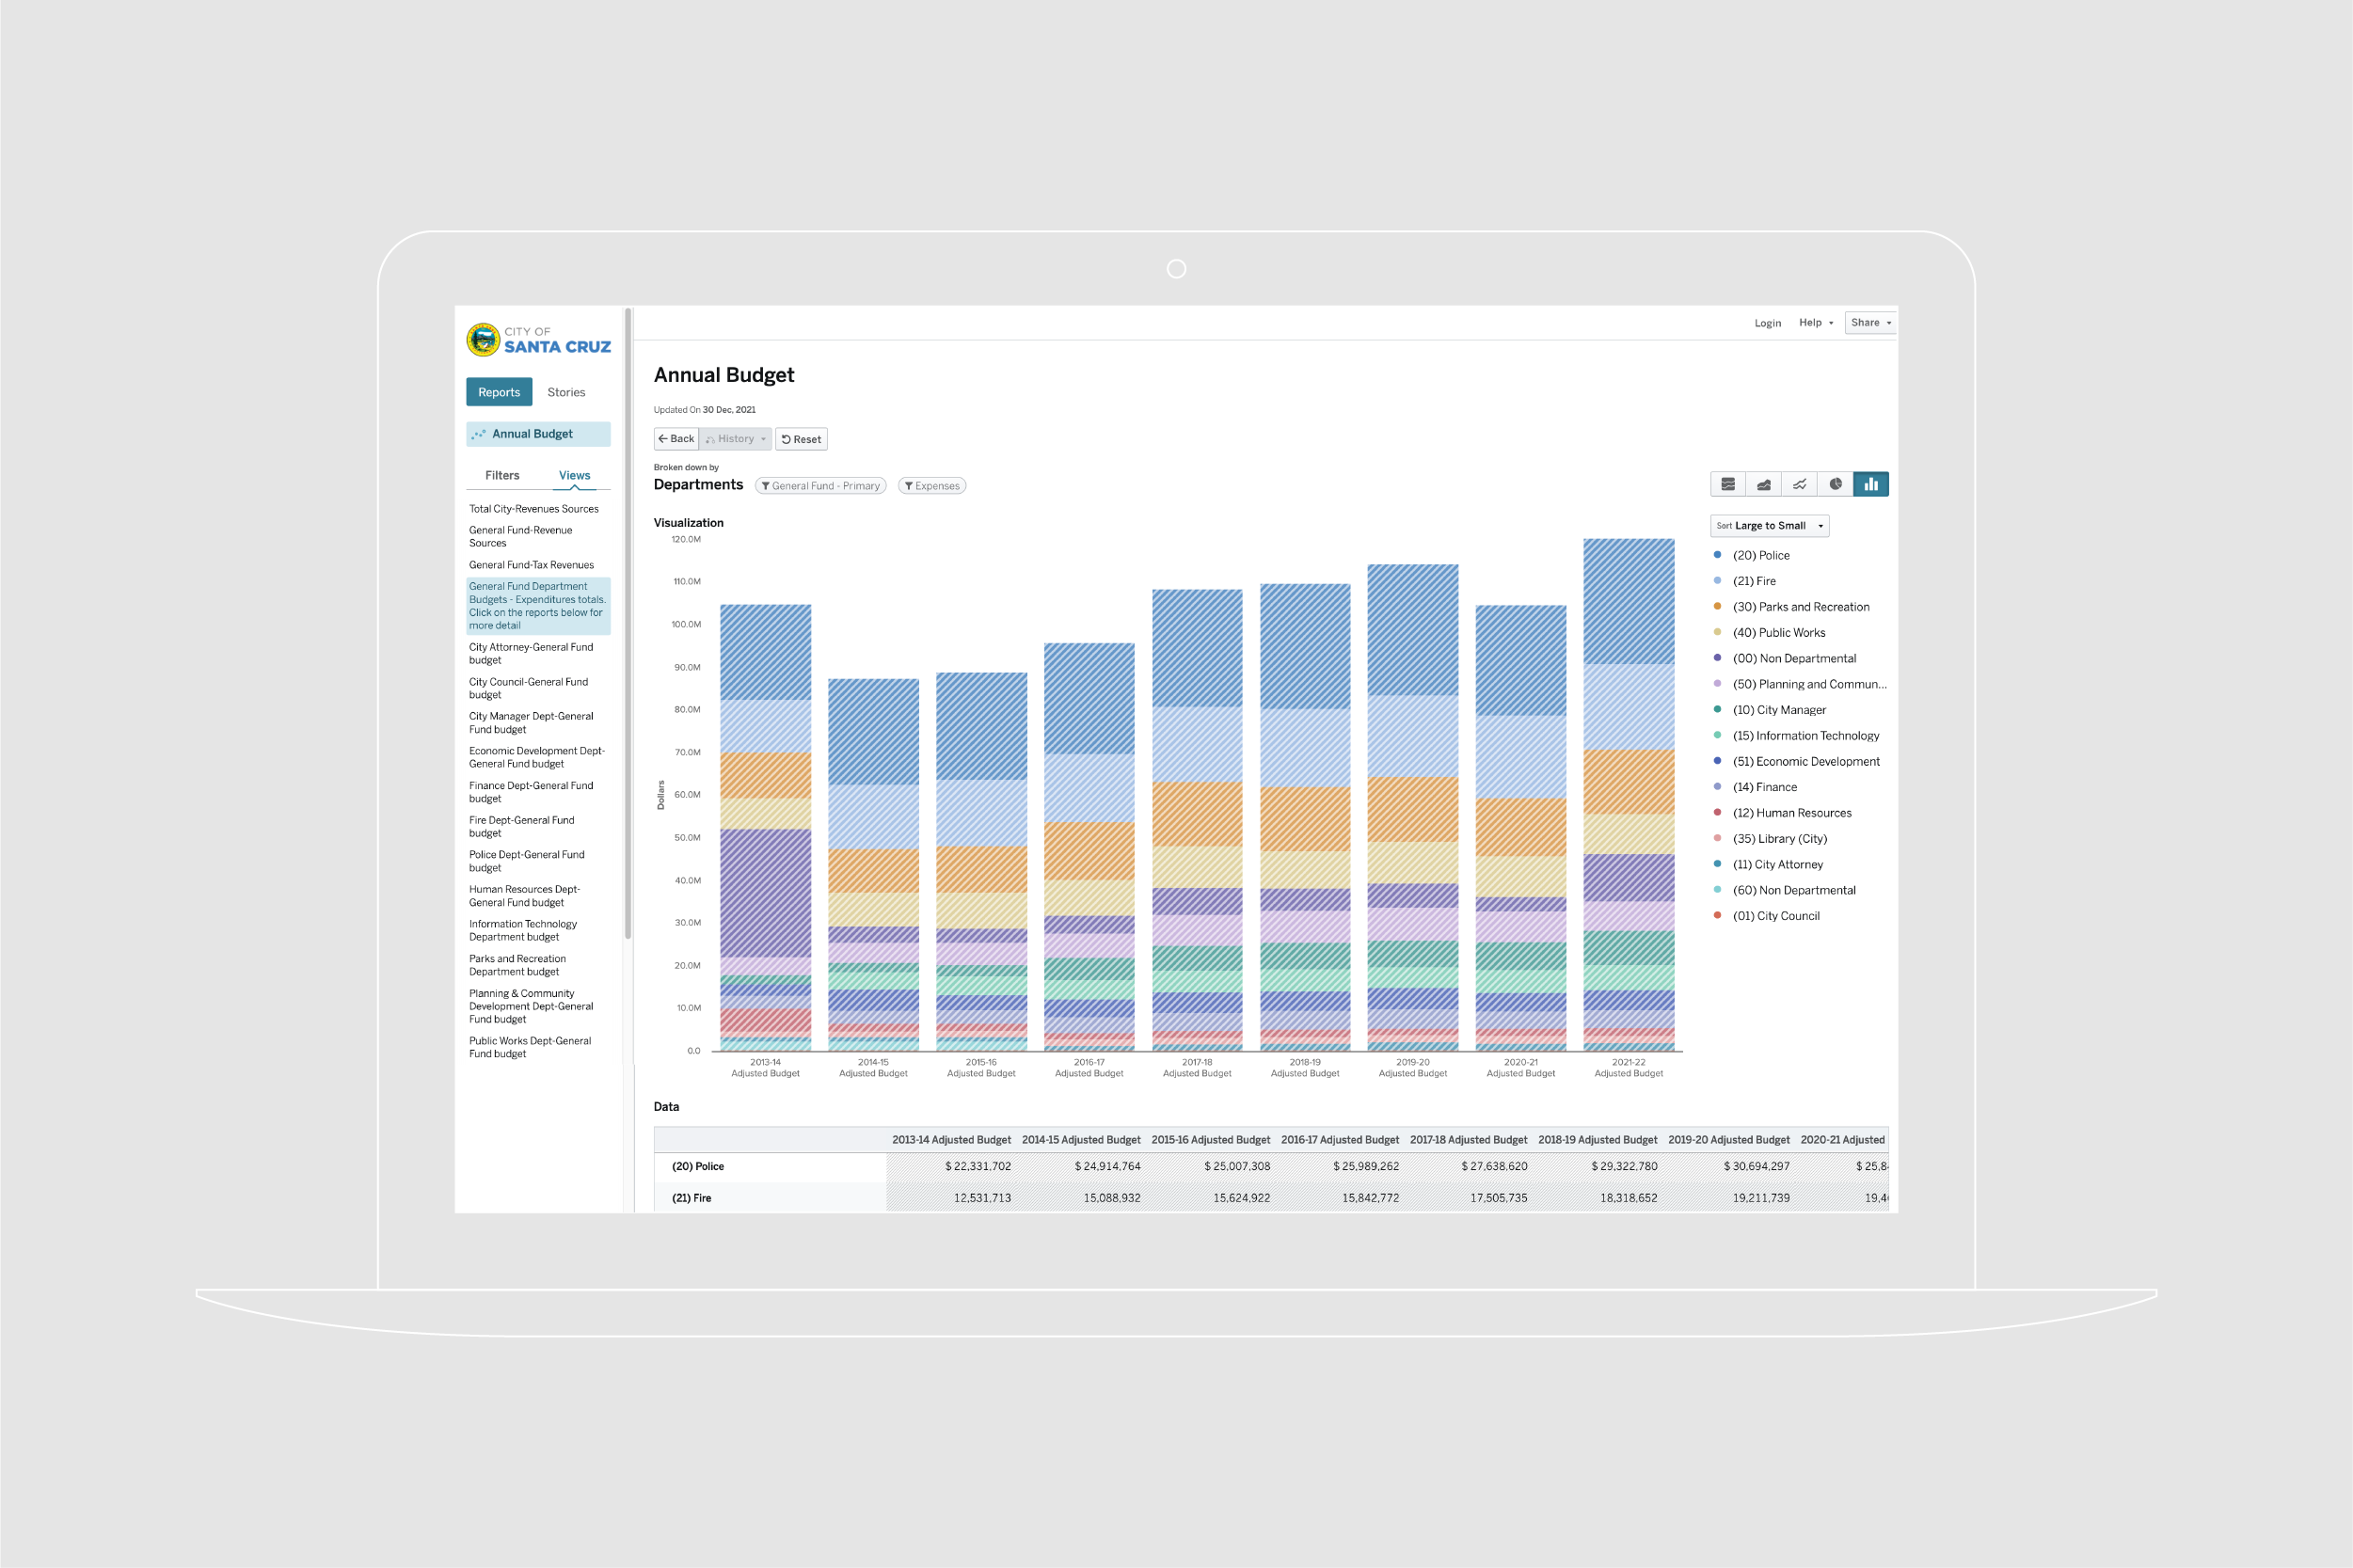 CITY OF
SANTA CRUZ
Reports
Stories
Annual Budget
Filters
Views
Total City-Revenues Sources
General Fund-Revenue
Sources
General Fund-Tax Revenues
General Fund Department
Budgets - Expenditures totals.
Click on the reports below for
more detail
City Attorney-General Fund
budget
City Council-General Fund
budget
City Manager Dept-General
Fund budget
Economic Development Dept-
General Fund budget
Finance Dept-General Fund
budget
Fire Dept-General Fund
budget
Police Dept-General Fund
budget
Human Resources Dept-
General Fund budget
Information Technology
Department budget
Parks and Recreation
Department budget
Planning & Community
Development Dept-General
Fund budget
Public Works Dept-General
Fund budget
Login Help Share
Annual Budget
Updated On 30 Dec, 2021
Back History Reset
Broken down by
Departments General Fund - Primary Expenses
Visualization
Sort Large to Small
120.0M
110.0M
100.0M
90.0M
80.0M
70.0M
60.0M
50.0M
40.0M
30.0M
20.0M
10.0M
0.0
Dollars
2013-14 Adjusted Budget
2014-15 Adjusted Budget
2015-16 Adjusted Budget
2016-17 Adjusted Budget
2017-18 Adjusted Budget
2018-19 Adjusted Budget
2019-20 Adjusted Budget
2020-21 Adjusted Budget
2021-22 Adjusted Budget
(20) Police
(21) Fire
(30) Parks and Recreation
(40) Public Works
(00) Non Departmental
(50) Planning and Commun...
(10) City Manager
(15) Information Technology
(51) Economic Development
(14) Finance
(12) Human Resources
(35) Library (City)
(11) City Attorney
(60) Non Departmental
(01) City Council
Data
2013-14 Adjusted Budget 2014-15 Adjusted Budget 2015-16 Adjusted Budget 2016-17 Adjusted Budget 2017-18 Adjusted Budget 2018-19 Adjusted Budget 2019-20 Adjusted Budget 2020-21 Adjusted
(20) Police $ 22,331,702 $ 24,914,764 $ 25,007,308 $ 25,989,262 $ 27,638,620 $ 29,322,780 $ 30,694,297 $ 25,8
(21) Fire 12,531,713 15,088,932 15,624,922 15,842,772 17,505,735 18,318,652 19,211,739 19,4